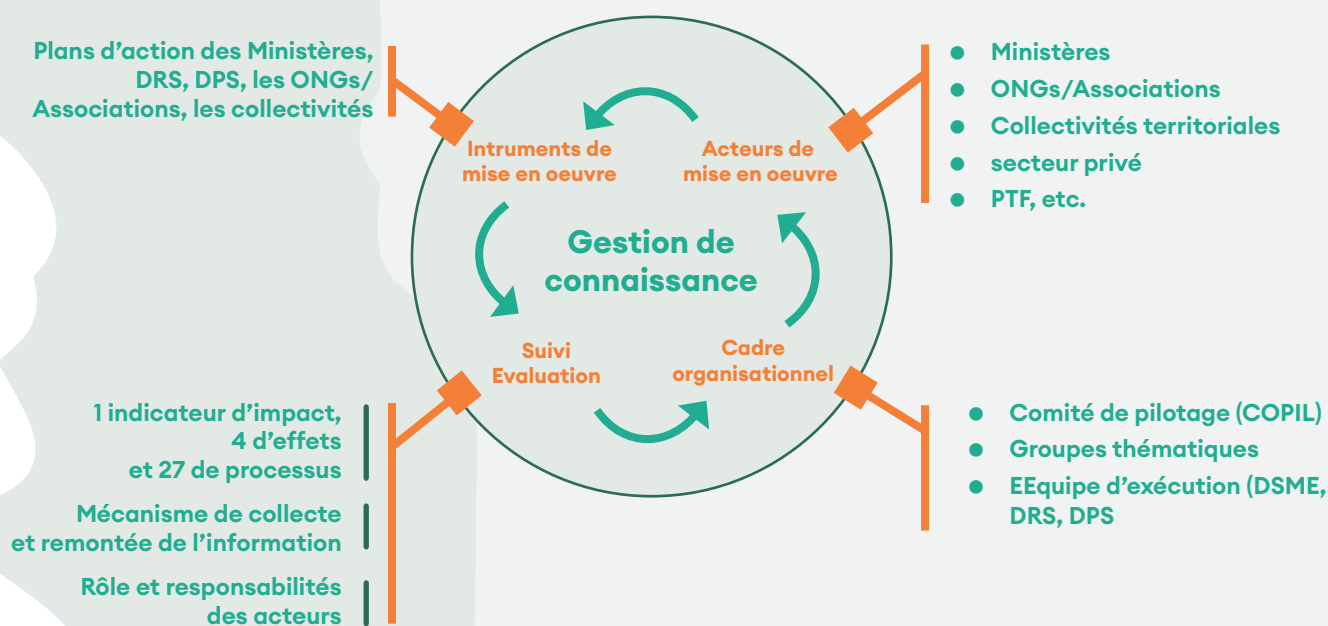 Plans d’action des Ministères,
DRS, DPS, les ONGs/
Associations, les collectivités
● Ministères
● ONGs/Associations
● Collectivités territoriales
● secteur privé
● PTF, etc.
Intruments de
mise en oeuvre
Acteurs de
mise en oeuvre
Gestion de
connaissance
Suivi
Evaluation
Cadre
organisationnel
1 indicateur d’impact,
4 d’effets
et 27 de processus
Mécanisme de collecte
et remontée de l’information
Rôle et responsabilités
des acteurs
● Comité de pilotage (COPIL)
● Groupes thématiques
● EEquipe d’exécution (DSME,
DRS, DPS